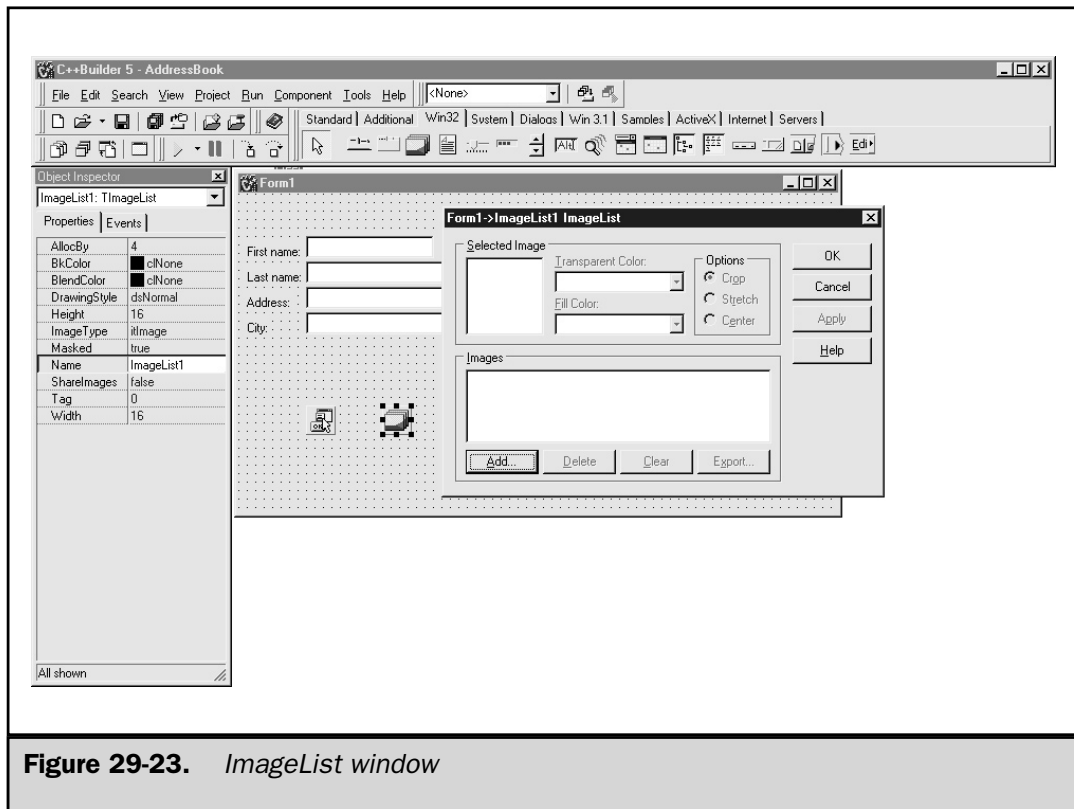 C++Builder 5 - AddressBook
File Edit Search View Project Run Component Tools Help <None>
Standard Additional Win32 System Dialogs Win 3.1 Samples ActiveX Internet Servers
Object Inspector
ImageList1: TImageList
Properties Events
AllocBy 4
BkColor clNone
BlendColor clNone
DrawingStyle dsNormal
Height 16
ImageType itImage
Masked true
Name ImageList1
ShareImages false
Tag 0
Width 16
All shown
Form1
First name:
Last name:
Address:
City:
OK
Form1->ImageList1 ImageList
Selected Image
Transparent Color:
Fill Color:
Options
Crop
Stretch
Center
OK
Cancel
Apply
Help
Images
Add... Delete Clear Export...
Figure 29-23. ImageList window